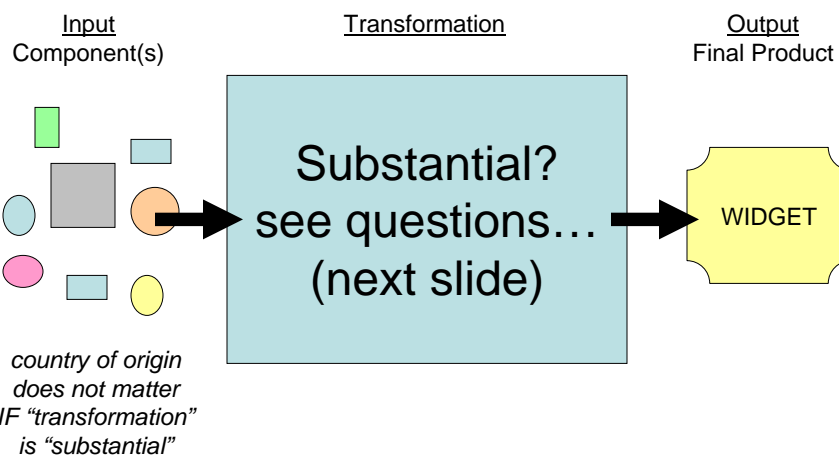 Input
Component(s)
Transformation
Output
Final Product
Substantial?
see questions…
(next slide)
WIDGET
country of origin
does not matter
IF “transformation”
is “substantial”